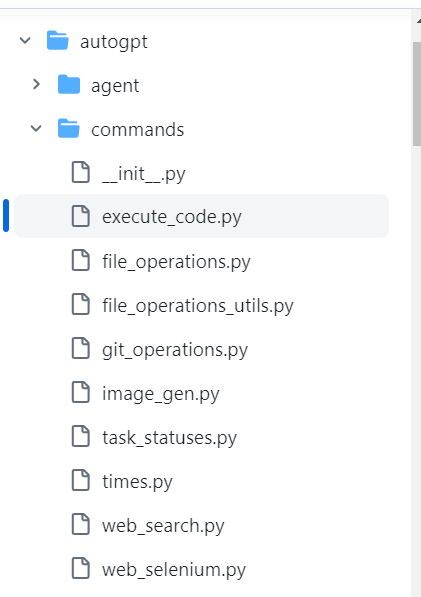 autogpt
agent
commands
__init__.py
execute_code.py
file_operations.py
file_operations_utils.py
git_operations.py
image_gen.py
task_statuses.py
times.py
web_search.py
web_selenium.py